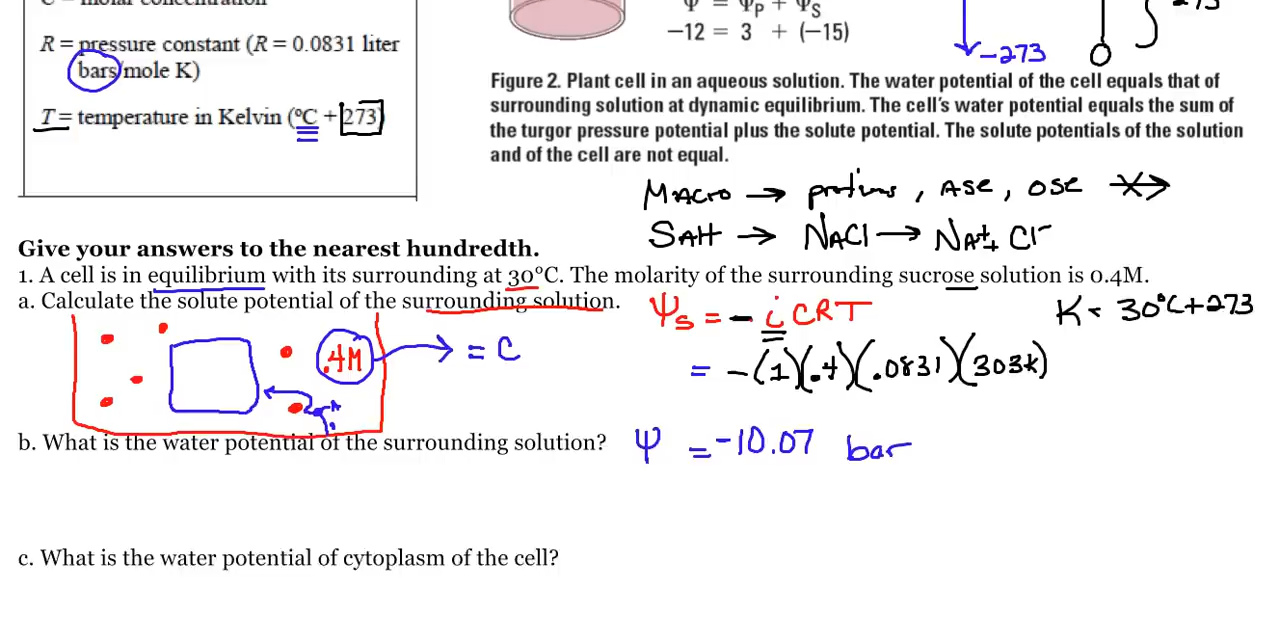 R = pressure constant (R = 0.0831 liter
bars/mole K)
T = temperature in Kelvin (°C + 273)
Ψ = ΨP + ΨS
−12 = 3 + (−15)
-273
Figure 2. Plant cell in an aqueous solution. The water potential of the cell equals that of
surrounding solution at dynamic equilibrium. The cell's water potential equals the sum of
the turgor pressure potential plus the solute potential. The solute potentials of the solution
and of the cell are not equal.
MACRO → , ASE, OSE
SAlt → NACl → NA+ + Cl-
Give your answers to the nearest hundredth.
1. A cell is in equilibrium with its surrounding at 30°C. The molarity of the surrounding sucrose solution is 0.4M.
a. Calculate the solute potential of the surrounding solution.
Ψs = - i CRT
K = 30°C+273
.4M → = C
= -(1)(.4)(.0831)(303K)
b. What is the water potential of the surrounding solution? Ψ = -10.07 bar
c. What is the water potential of cytoplasm of the cell?